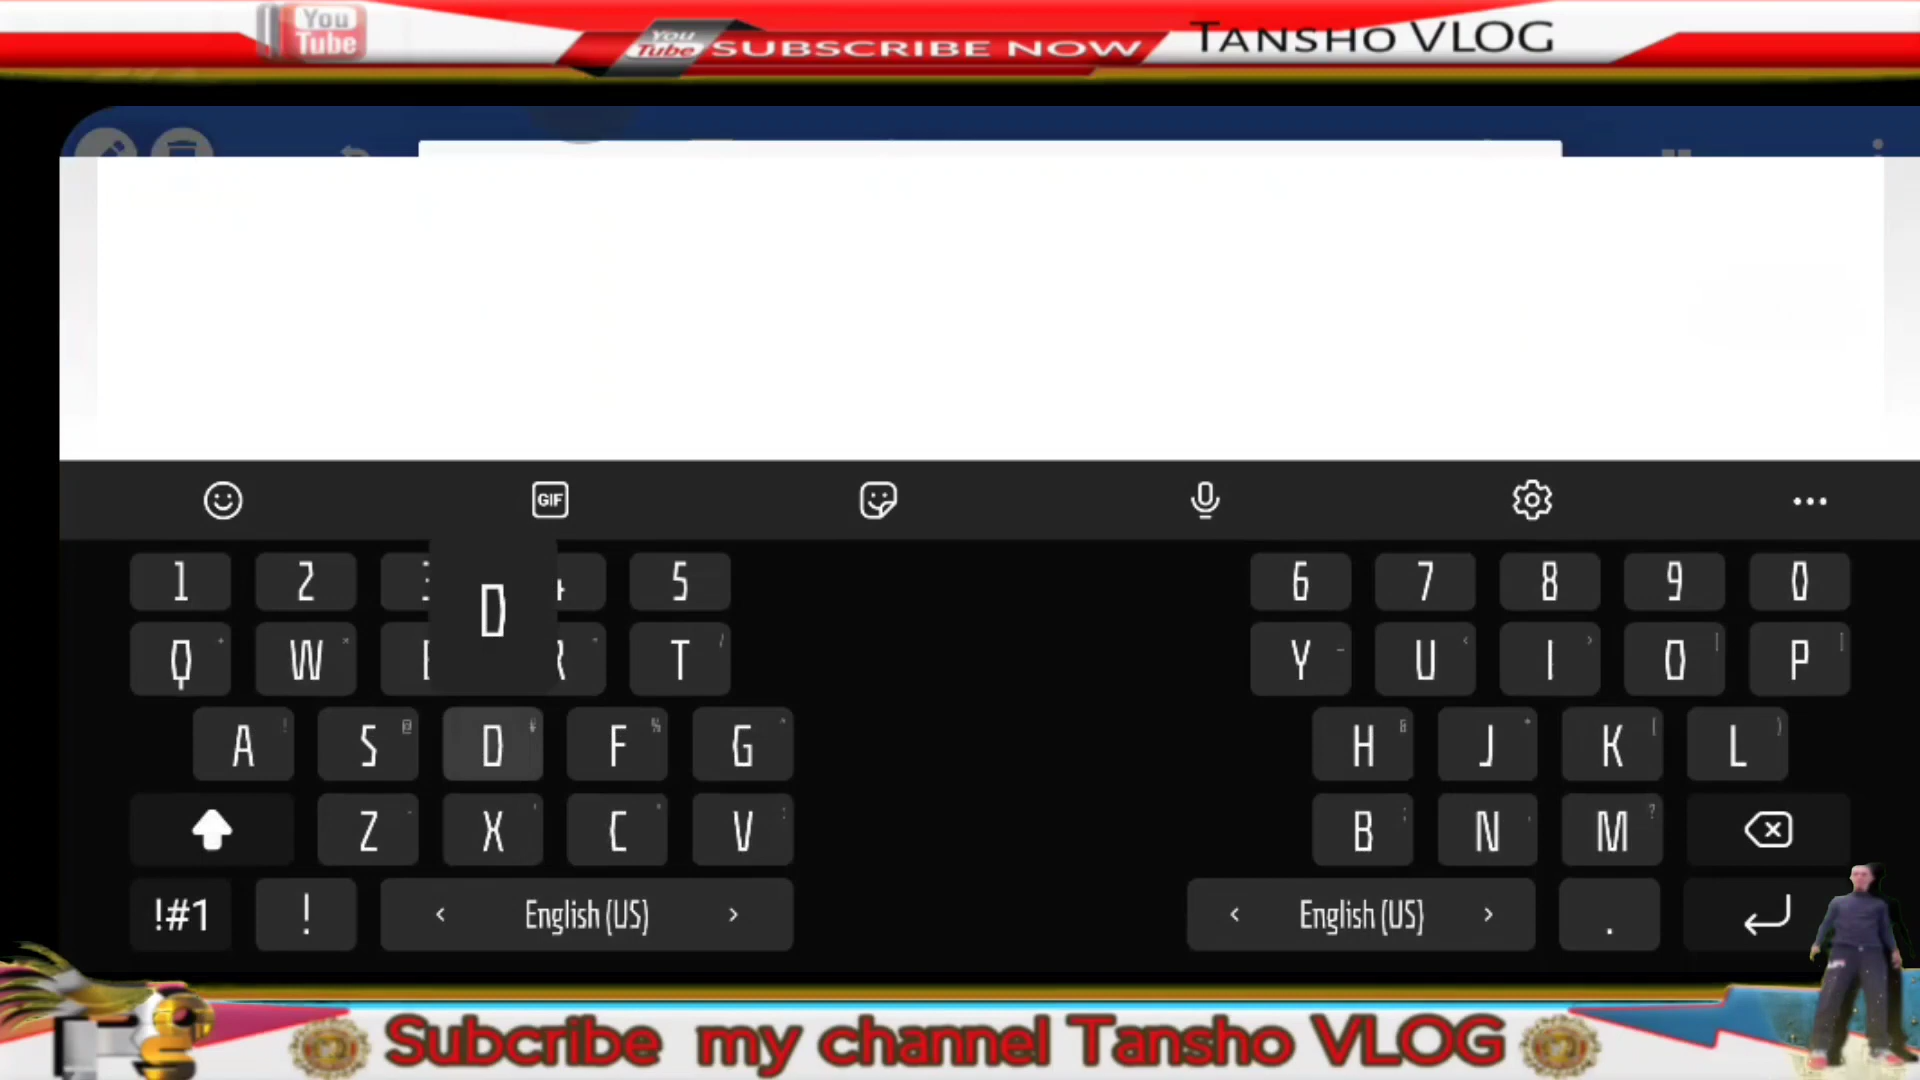 You Tube
You Tube SUBSCRIBE NOW
TANSHO VLOG
GIF
1 2 4 5 6 7 8 9 0
D
Q W R T Y U I O P
A S D F G H J K L
Z X C V B N M
!#1 ! < English (US) > < English (US) > .
Subcribe my channel Tansho VLOG